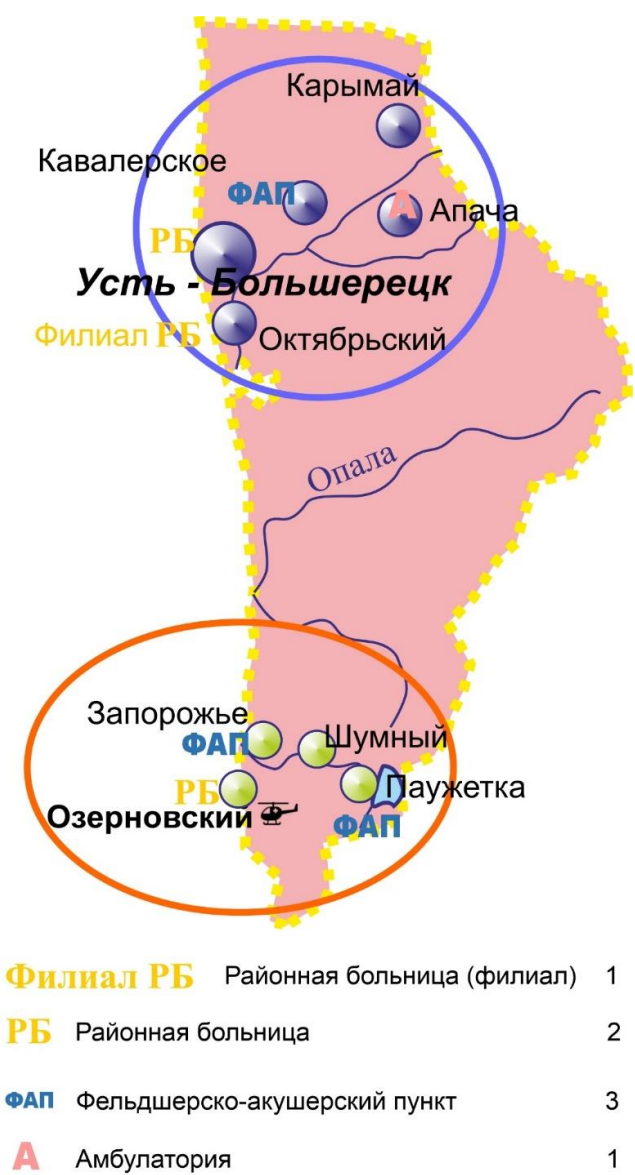 Карымай
Кавалерское
ФАП
А Апача
РБ
Усть - Большерецк
Филиал РБ Октябрьский
Опала
Запорожье
ФАП Шумный
РБ Паужетка
Озерновский
ФАП
Филиал РБ Районная больница (филиал) 1
РБ Районная больница 2
ФАП Фельдшерско-акушерский пункт 3
А Амбулатория 1